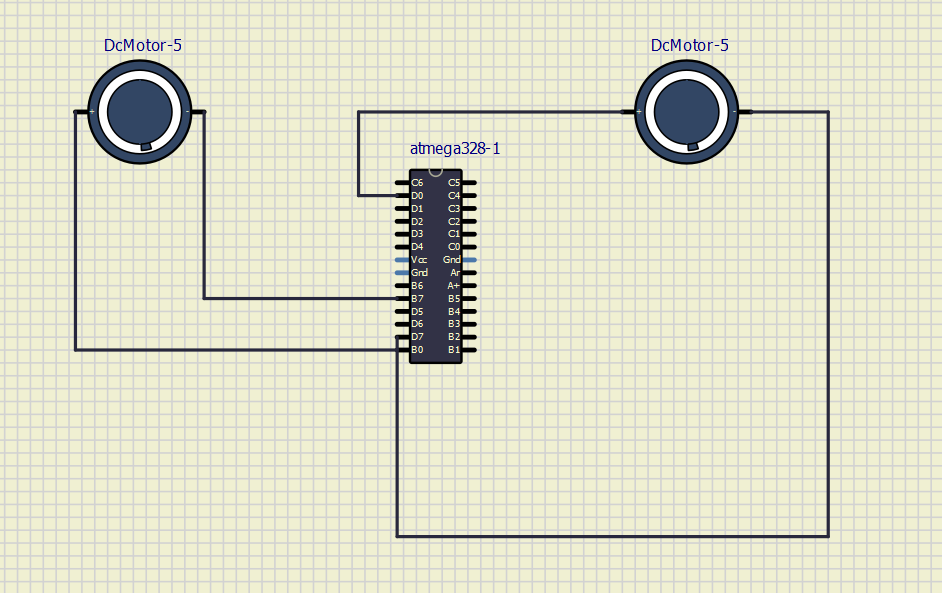 DcMotor-5
DcMotor-5
+ -
+ -
atmega328-1
C6 C5
D0 C4
D1 C3
D2 C2
D3 C1
D4 C0
Vcc Gnd
Gnd Ar
B6 A+
B7 B5
D5 B4
D6 B3
D7 B2
B0 B1